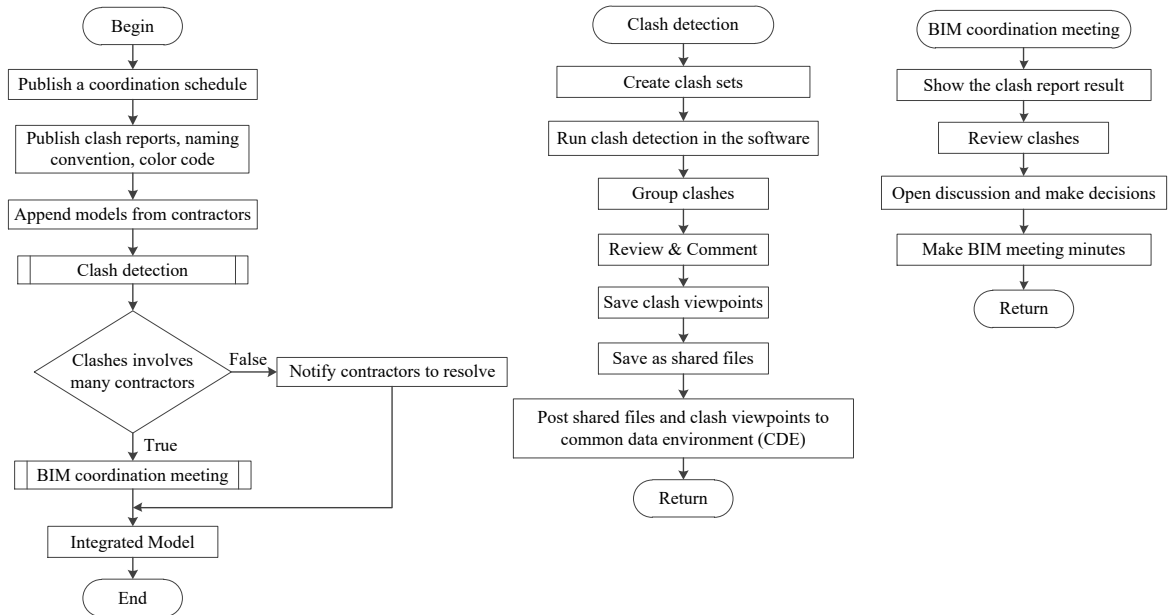 Begin
Publish a coordination schedule
Publish clash reports, naming
convention, color code
Append models from contractors
Clash detection
Clashes involves
many contractors
False
Notify contractors to resolve
True
BIM coordination meeting
Integrated Model
End
Clash detection
Create clash sets
Run clash detection in the software
Group clashes
Review & Comment
Save clash viewpoints
Save as shared files
Post shared files and clash viewpoints to
common data environment (CDE)
Return
BIM coordination meeting
Show the clash report result
Review clashes
Open discussion and make decisions
Make BIM meeting minutes
Return